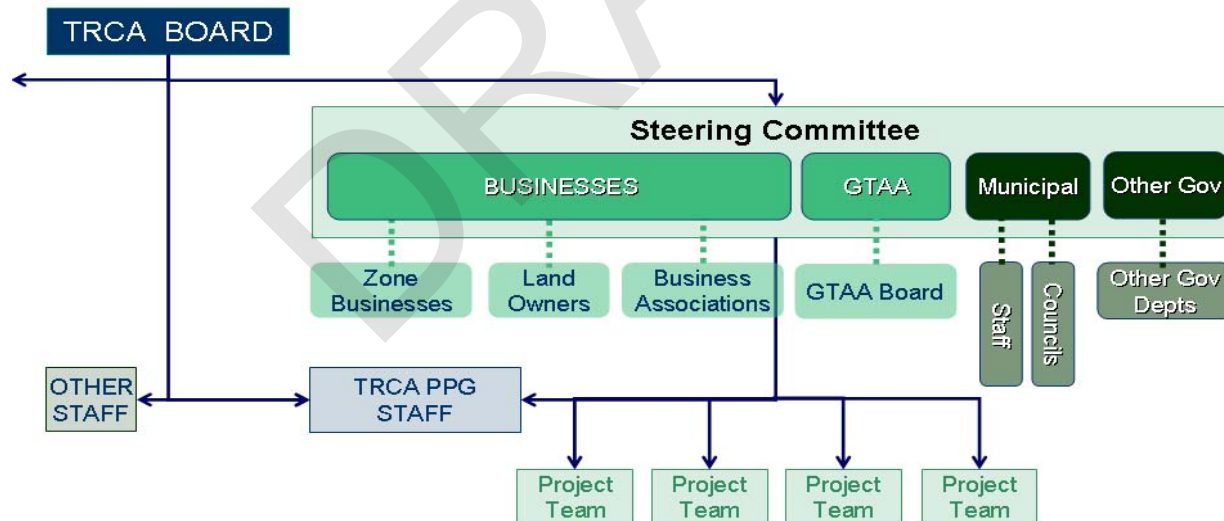 TRCA BOARD
Steering Committee
BUSINESSES
GTAA
Municipal
Other Gov
Zone
Businesses
Land
Owners
Business
Associations
GTAA Board
Staff
Councils
Other Gov
Depts
OTHER
STAFF
TRCA PPG
STAFF
Project
Team
Project
Team
Project
Team
Project
Team